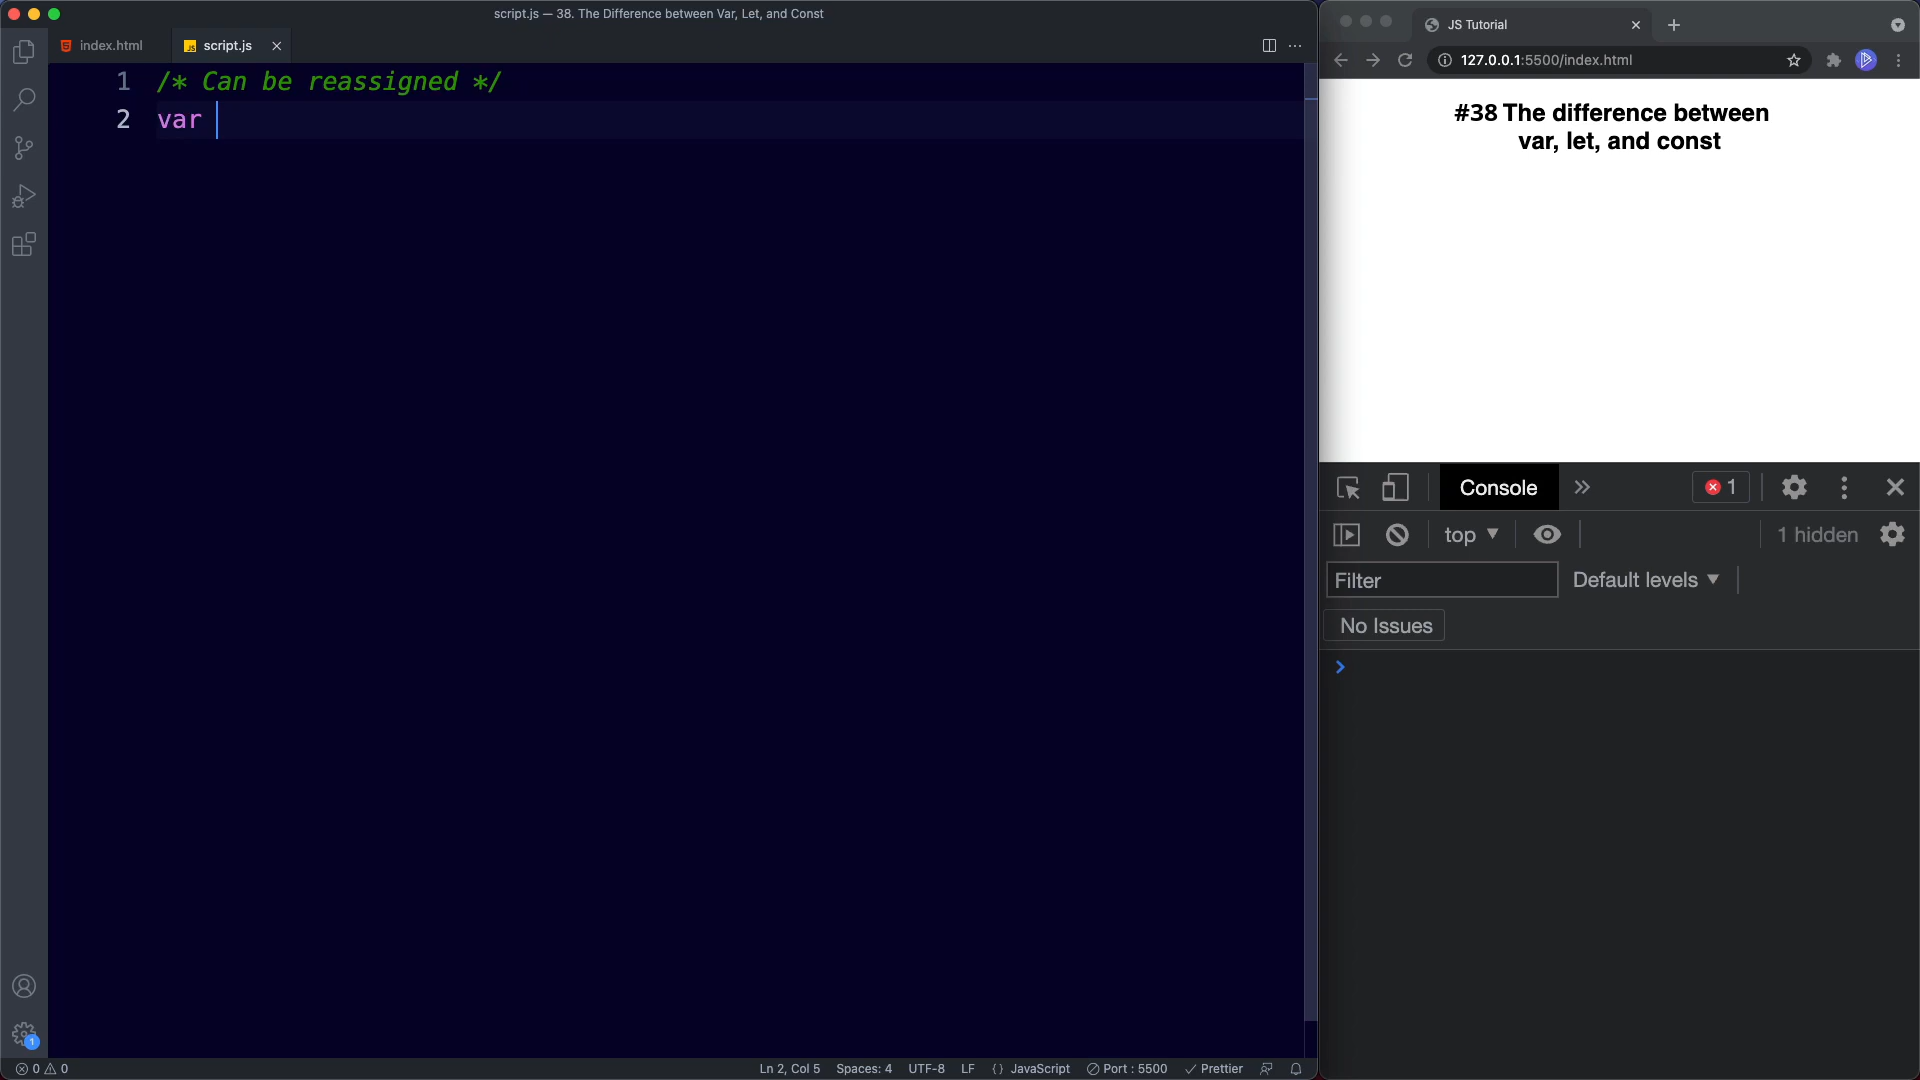 script.js — 38. The Difference between Var, Let, and Const
index.html
script.js
1 /* Can be reassigned */
2 var
1
0 0
Ln 2, Col 5 Spaces: 4 UTF-8 LF {} JavaScript Port : 5500 Prettier
JS Tutorial
127.0.0.1:5500/index.html
#38 The difference between
var, let, and const
Console
1
top
1 hidden
Filter
Default levels
No Issues